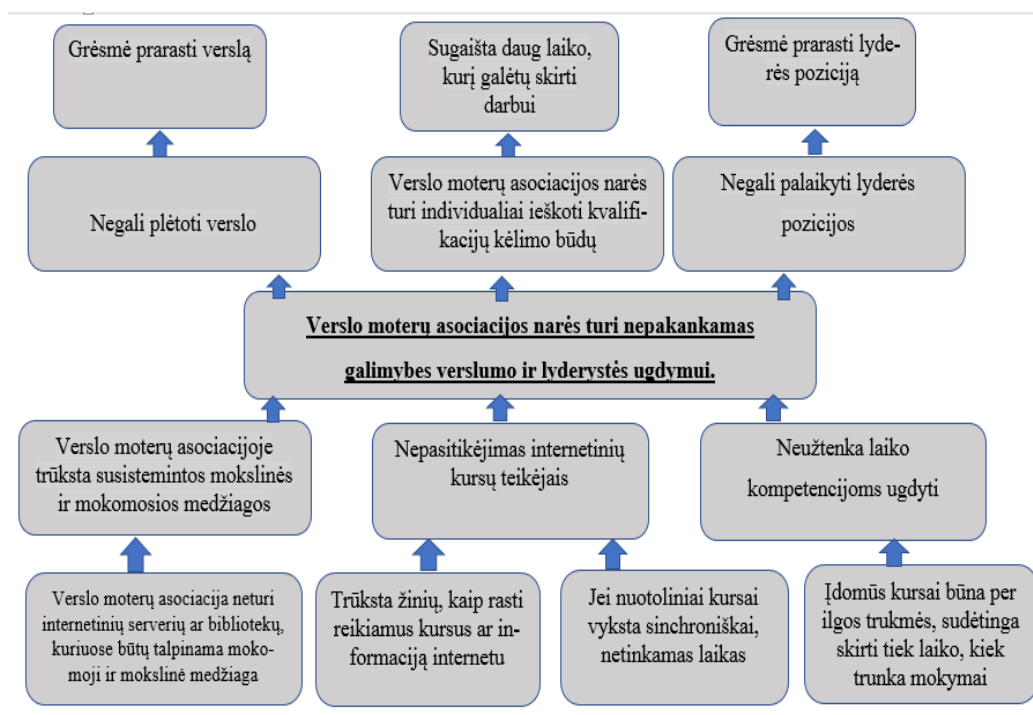 Grėsmė prarasti verslą
Sugaišta daug laiko,
kurį galėtų skirti
darbui
Grėsmė prarasti lyde-
rės poziciją
Negali plėtoti verslo
Verslo moterų asociacijos narės
turi individualiai ieškoti kvalifi-
kacijų kėlimo būdų
Negali palaikyti lyderės
pozicijos
Verslo moterų asociacijos narės turi nepakankamas
galimybes verslumo ir lyderystės ugdymui.
Verslo moterų asociacijoje
trūksta susistemintos mokslinės
ir mokomosios medžiagos
Nepasitikėjimas internetinių
kursų teikėjais
Neužtenka laiko
kompetencijoms ugdyti
Verslo moterų asociacija neturi
internetinių serverių ar bibliotekų,
kuriuose būtų talpinama moko-
moji ir mokslinė medžiaga
Trūksta žinių, kaip rasti
reikiamus kursus ar in-
formaciją internetu
Jei nuotoliniai kursai
vyksta sinchroniškai,
netinkamas laikas
Įdomūs kursai būna per
ilgos trukmės, sudėtinga
skirti tiek laiko, kiek
trunka mokymai